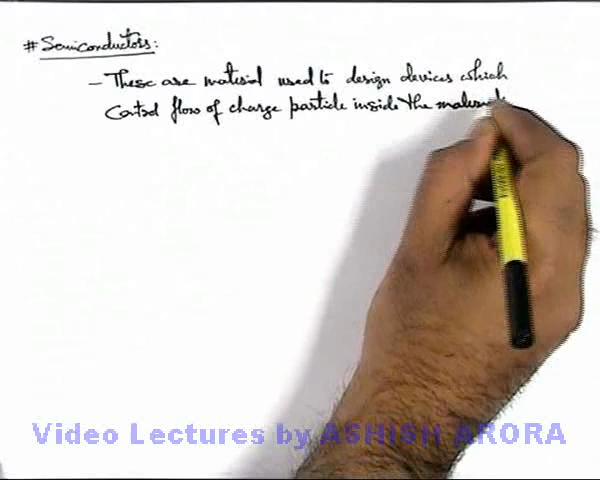 # Semiconductors:
– These are material used to design devices which
Control flow of charge particle inside the materials
Video Lectures by ASHISH ARORA